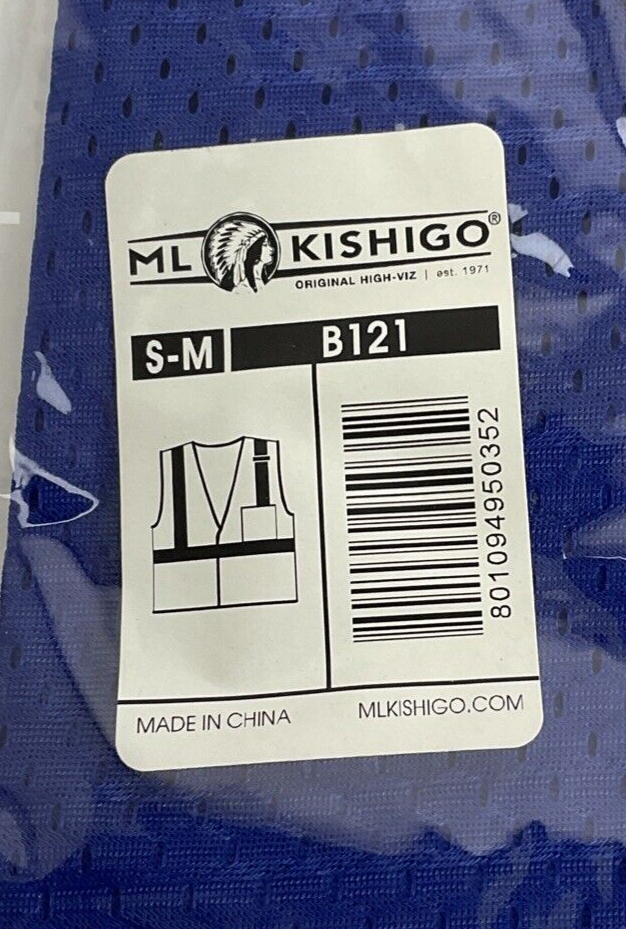 ML KISHIGO®
ORIGINAL HIGH-VIZ | est. 1971
S-M B121
801094950352
MADE IN CHINA MLKISHIGO.COM